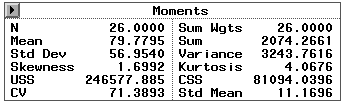 Moments
N 26.0000 Sum Wgts 26.0000
Mean 79.7795 Sum 2074.2661
Std Dev 56.9540 Variance 3243.7616
Skewness 1.6992 Kurtosis 4.0676
USS 246577.885 CSS 81094.0396
CV 71.3893 Std Mean 11.1696